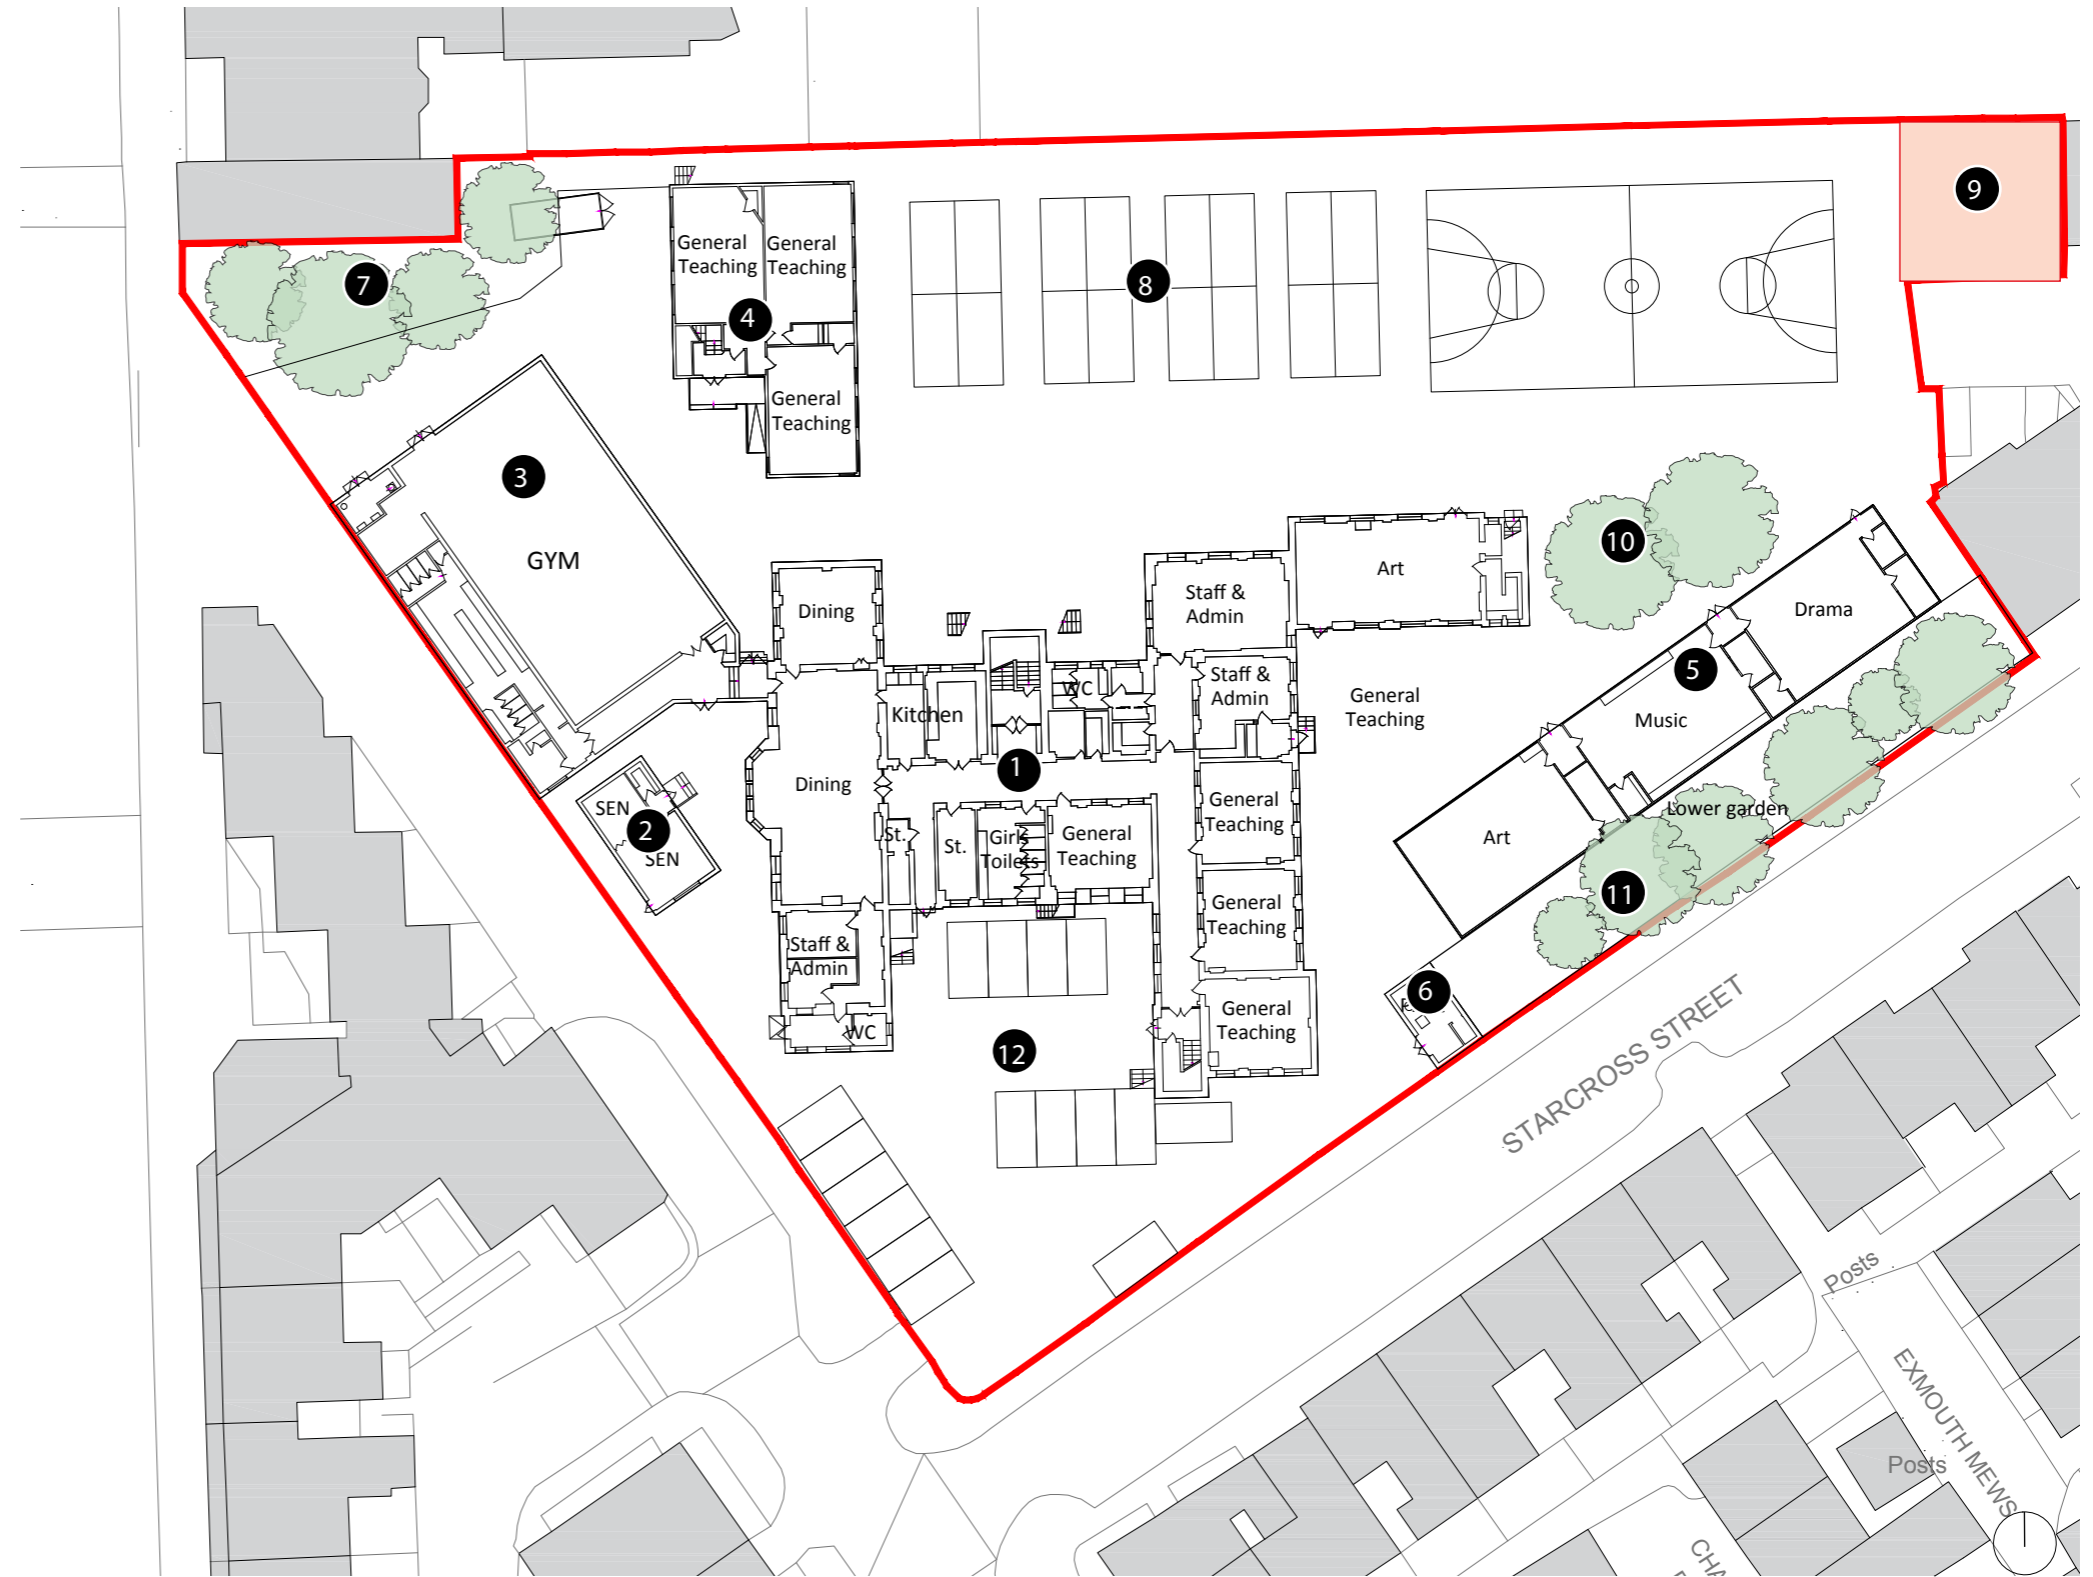 9
7
General
Teaching
General
Teaching
8
4
General
Teaching
3
GYM
10
Art
Staff &
Admin
Dining
Drama
5
WC
Staff &
Admin
General
Teaching
Kitchen
Music
1
Dining
SEN
2
SEN
St.
St.
Girls
Toilets
General
Teaching
General
Teaching
Lower garden
Art
11
General
Teaching
Staff &
Admin
WC
6
General
Teaching
12
STARCROSS STREET
Posts
EXMOUTH MEWS
Posts